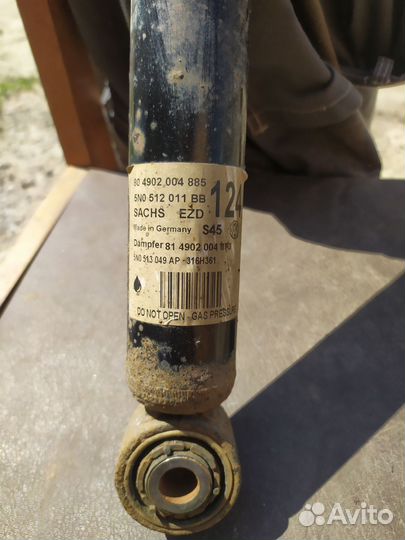 80 4902 004 885
5N0 512 011 BB
SACHS EZD 124
Made in Germany S45
Dämpfer 81 4902 004
5N0 513 049 AP -316H361
DO NOT OPEN - GAS PRESSURE
Avito